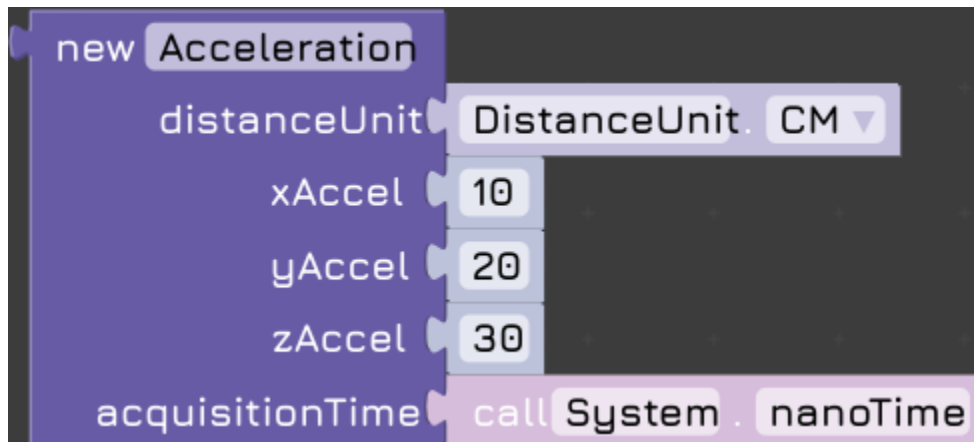 new Acceleration
distanceUnit DistanceUnit. CM
xAccel 10
yAccel 20
zAccel 30
acquisitionTime call System . nanoTime